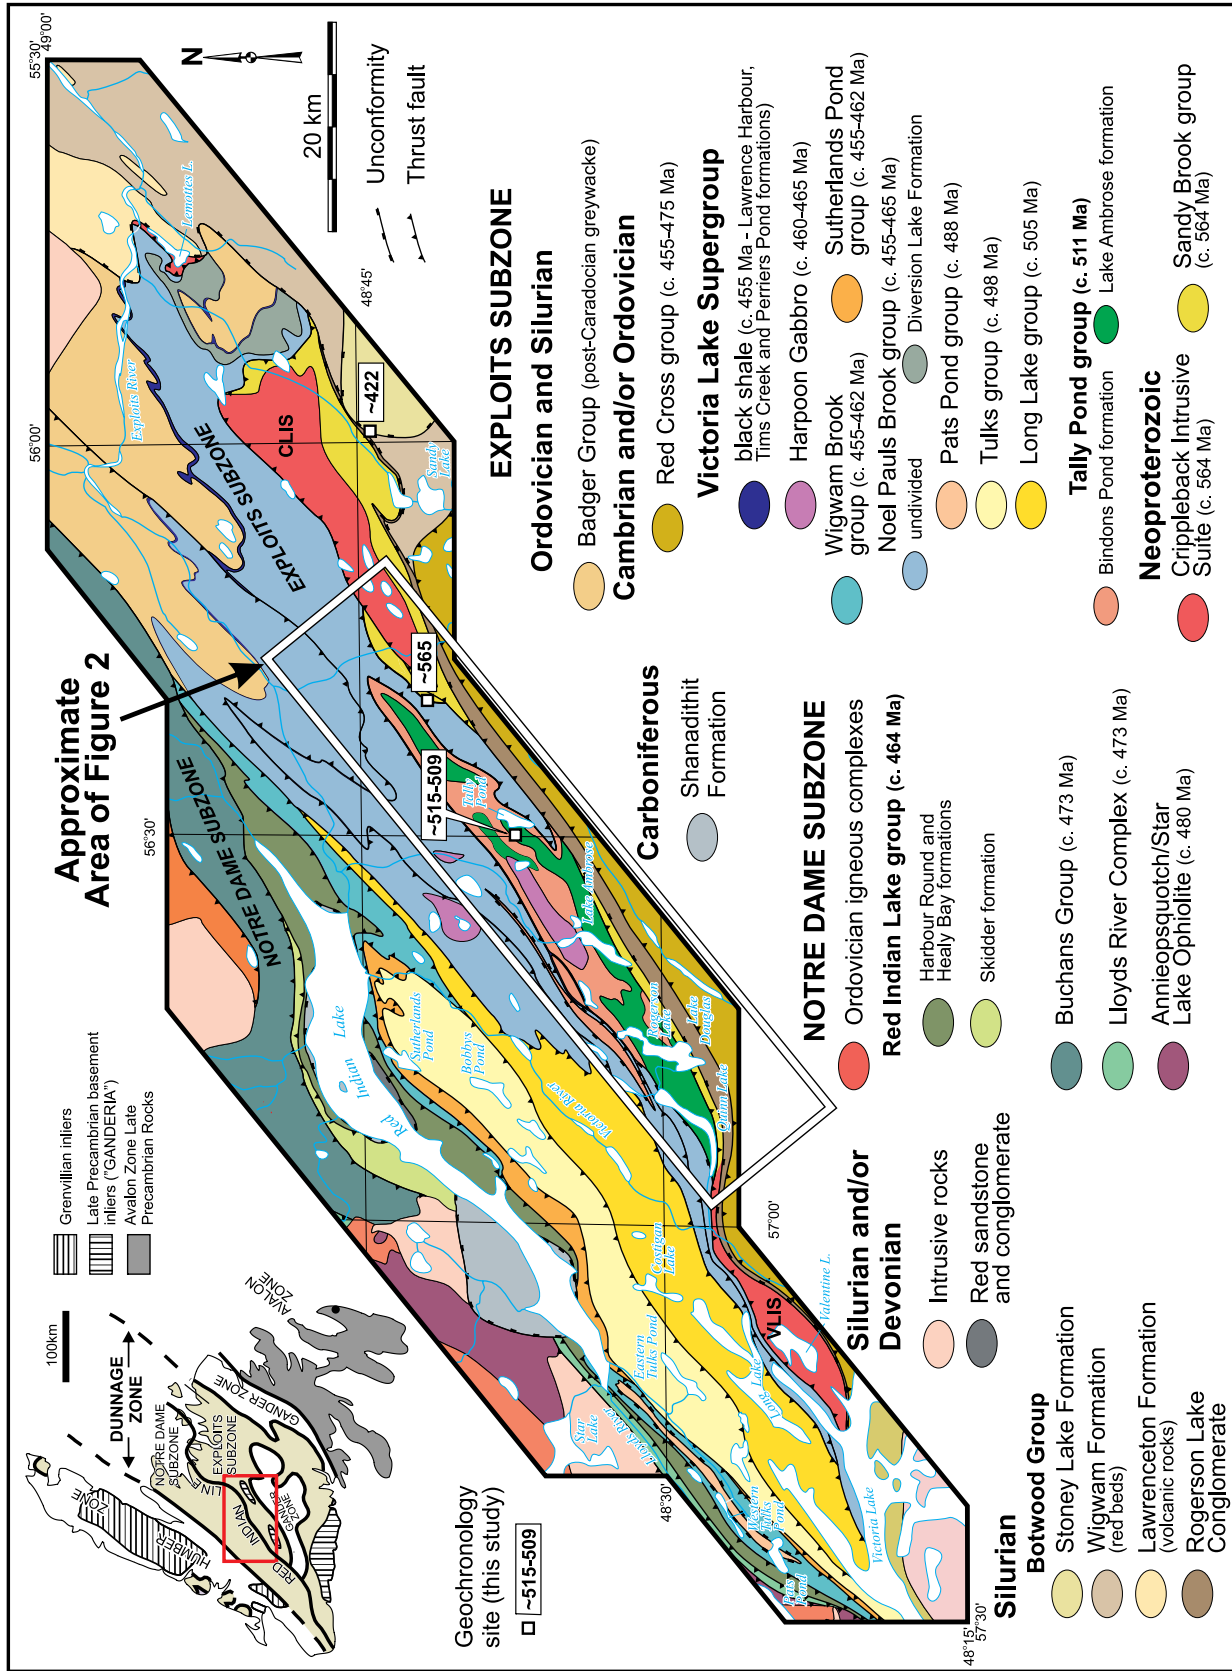 100km
DUNNAGE
ZONE
NOTRE DAME
SUBZONE
EXPLOITS
SUBZONE
HUMBER
ZONE
RED
INDIAN
LINE
GANDER
ZONE
GANDER ZONE
AVALON
ZONE
Grenvillian inliers
Late Precambrian basement
inliers ("GANDERIA")
Avalon Zone Late
Precambrian Rocks
Geochronology
site (this study)
~515-509
Approximate
Area of Figure 2
55°30'
49°00'
56°00'
56°30'
57°00'
57°30'
48°15'
48°30'
48°45'
N
20 km
Unconformity
Thrust fault
NOTRE DAME SUBZONE
EXPLOITS SUBZONE
CLIS
VLIS
~422
~565
~515-509
Exploits River
Lemottes L.
Sandy
Lake
Tally
Pond
Lake Ambrose
Rogerson
Lake
Lake
Douglas
Quinn Lake
Red
Indian
Lake
Sutherlands
Pond
Bobbys
Pond
Victoria River
Costigan
Lake
Eastern
Tulks Pond
Long
Lake
Valentine L.
Star
Lake
Lloyds River
Western
Tulks
Pond
Pats
Pond
Victoria Lake
Silurian
Botwood Group
Stoney Lake Formation
Wigwam Formation
(red beds)
Lawrenceton Formation
(volcanic rocks)
Rogerson Lake
Conglomerate
Silurian and/or
Devonian
Intrusive rocks
Red sandstone
and conglomerate
Carboniferous
Shanadithit
Formation
NOTRE DAME SUBZONE
Ordovician igneous complexes
Red Indian Lake group (c. 464 Ma)
Harbour Round and
Healy Bay formations
Skidder formation
Buchans Group (c. 473 Ma)
Lloyds River Complex (c. 473 Ma)
Annieopsquotch/Star
Lake Ophiolite (c. 480 Ma)
EXPLOITS SUBZONE
Ordovician and Silurian
Badger Group (post-Caradocian greywacke)
Cambrian and/or Ordovician
Red Cross group (c. 455-475 Ma)
Victoria Lake Supergroup
black shale (c. 455 Ma - Lawrence Harbour,
Tims Creek and Perriers Pond formations)
Harpoon Gabbro (c. 460-465 Ma)
Wigwam Brook
group (c. 455-462 Ma)
Sutherlands Pond
group (c. 455-462 Ma)
Noel Pauls Brook group (c. 455-465 Ma)
undivided
Diversion Lake Formation
Pats Pond group (c. 488 Ma)
Tulks group (c. 498 Ma)
Long Lake group (c. 505 Ma)
Tally Pond group (c. 511 Ma)
Bindons Pond formation
Lake Ambrose formation
Neoproterozoic
Crippleback Intrusive
Suite (c. 564 Ma)
Sandy Brook group
(c. 564 Ma)